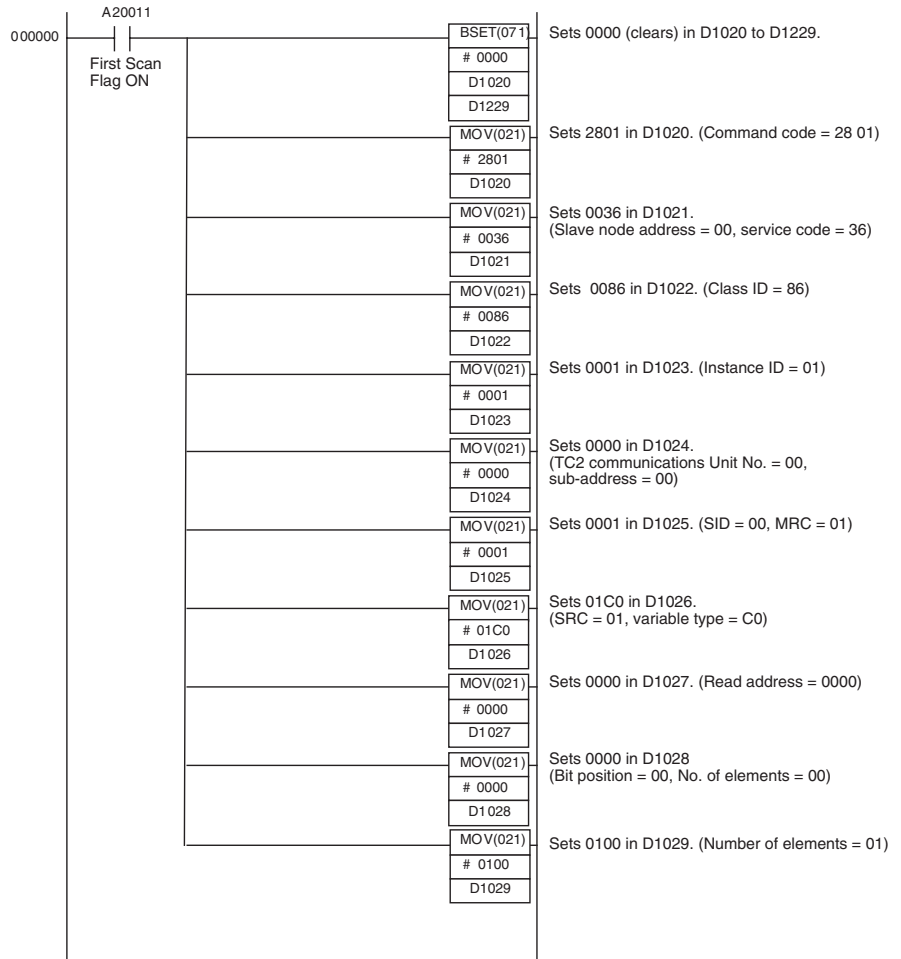 A20011
000000
First Scan
Flag ON
BSET(071)
# 0000
D1020
D1229
Sets 0000 (clears) in D1020 to D1229.
MOV(021)
# 2801
D1020
Sets 2801 in D1020. (Command code = 28 01)
MOV(021)
# 0036
D1021
Sets 0036 in D1021.
(Slave node address = 00, service code = 36)
MOV(021)
# 0086
D1022
Sets 0086 in D1022. (Class ID = 86)
MOV(021)
# 0001
D1023
Sets 0001 in D1023. (Instance ID = 01)
MOV(021)
# 0000
D1024
Sets 0000 in D1024.
(TC2 communications Unit No. = 00,
sub-address = 00)
MOV(021)
# 0001
D1025
Sets 0001 in D1025. (SID = 00, MRC = 01)
MOV(021)
# 01C0
D1026
Sets 01C0 in D1026.
(SRC = 01, variable type = C0)
MOV(021)
# 0000
D1027
Sets 0000 in D1027. (Read address = 0000)
MOV(021)
# 0000
D1028
Sets 0000 in D1028
(Bit position = 00, No. of elements = 00)
MOV(021)
# 0100
D1029
Sets 0100 in D1029. (Number of elements = 01)